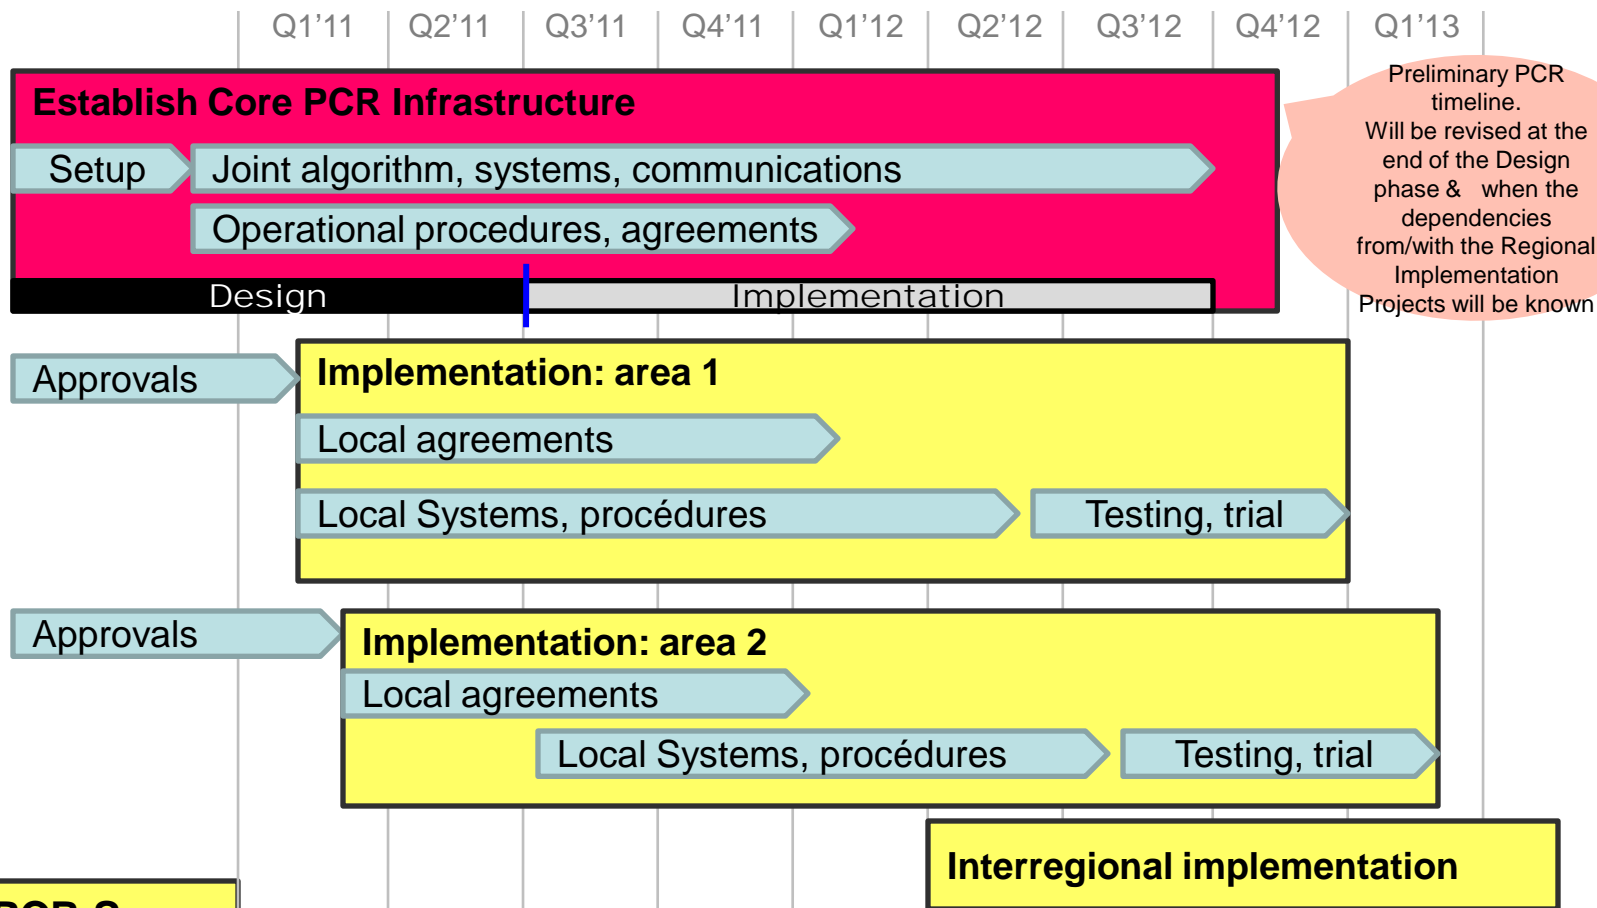 Q1’11 Q2’11 Q3’11 Q4’11 Q1’12 Q2’12 Q3’12 Q4’12 Q1’13
Establish Core PCR Infrastructure
Setup
Joint algorithm, systems, communications
Operational procedures, agreements
Design
Implementation
Preliminary PCR
timeline.
Will be revised at the
end of the Design
phase & when the
dependencies
from/with the Regional
Implementation
Projects will be known
Approvals
Implementation: area 1
Local agreements
Local Systems, procédures
Testing, trial
Approvals
Implementation: area 2
Local agreements
Local Systems, procédures
Testing, trial
Interregional implementation